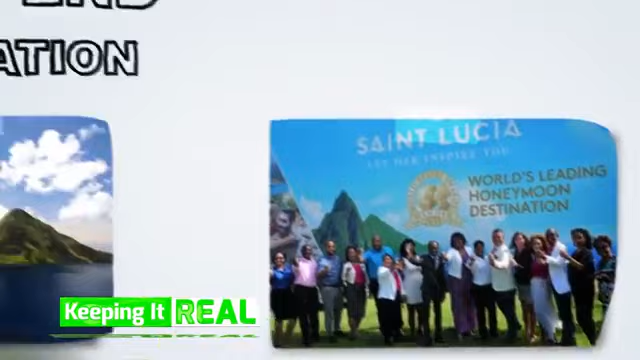 ATION
SAINT LUCIA
LET HER INSPIRE YOU
WORLD'S LEADING
HONEYMOON
DESTINATION
Keeping It REAL